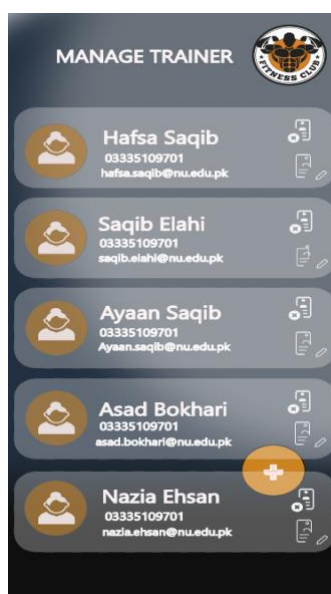 MANAGE TRAINER
FITNESS CLUB
Hafsa Saqib
03335109701
hafsa.saqib@nu.edu.pk
Saqib Elahi
03335109701
saqib.elahi@nu.edu.pk
Ayaan Saqib
03335109701
Ayaan.saqib@nu.edu.pk
Asad Bokhari
03335109701
asad.bokhari@nu.edu.pk
Nazia Ehsan
03335109701
nazia.ehsan@nu.edu.pk